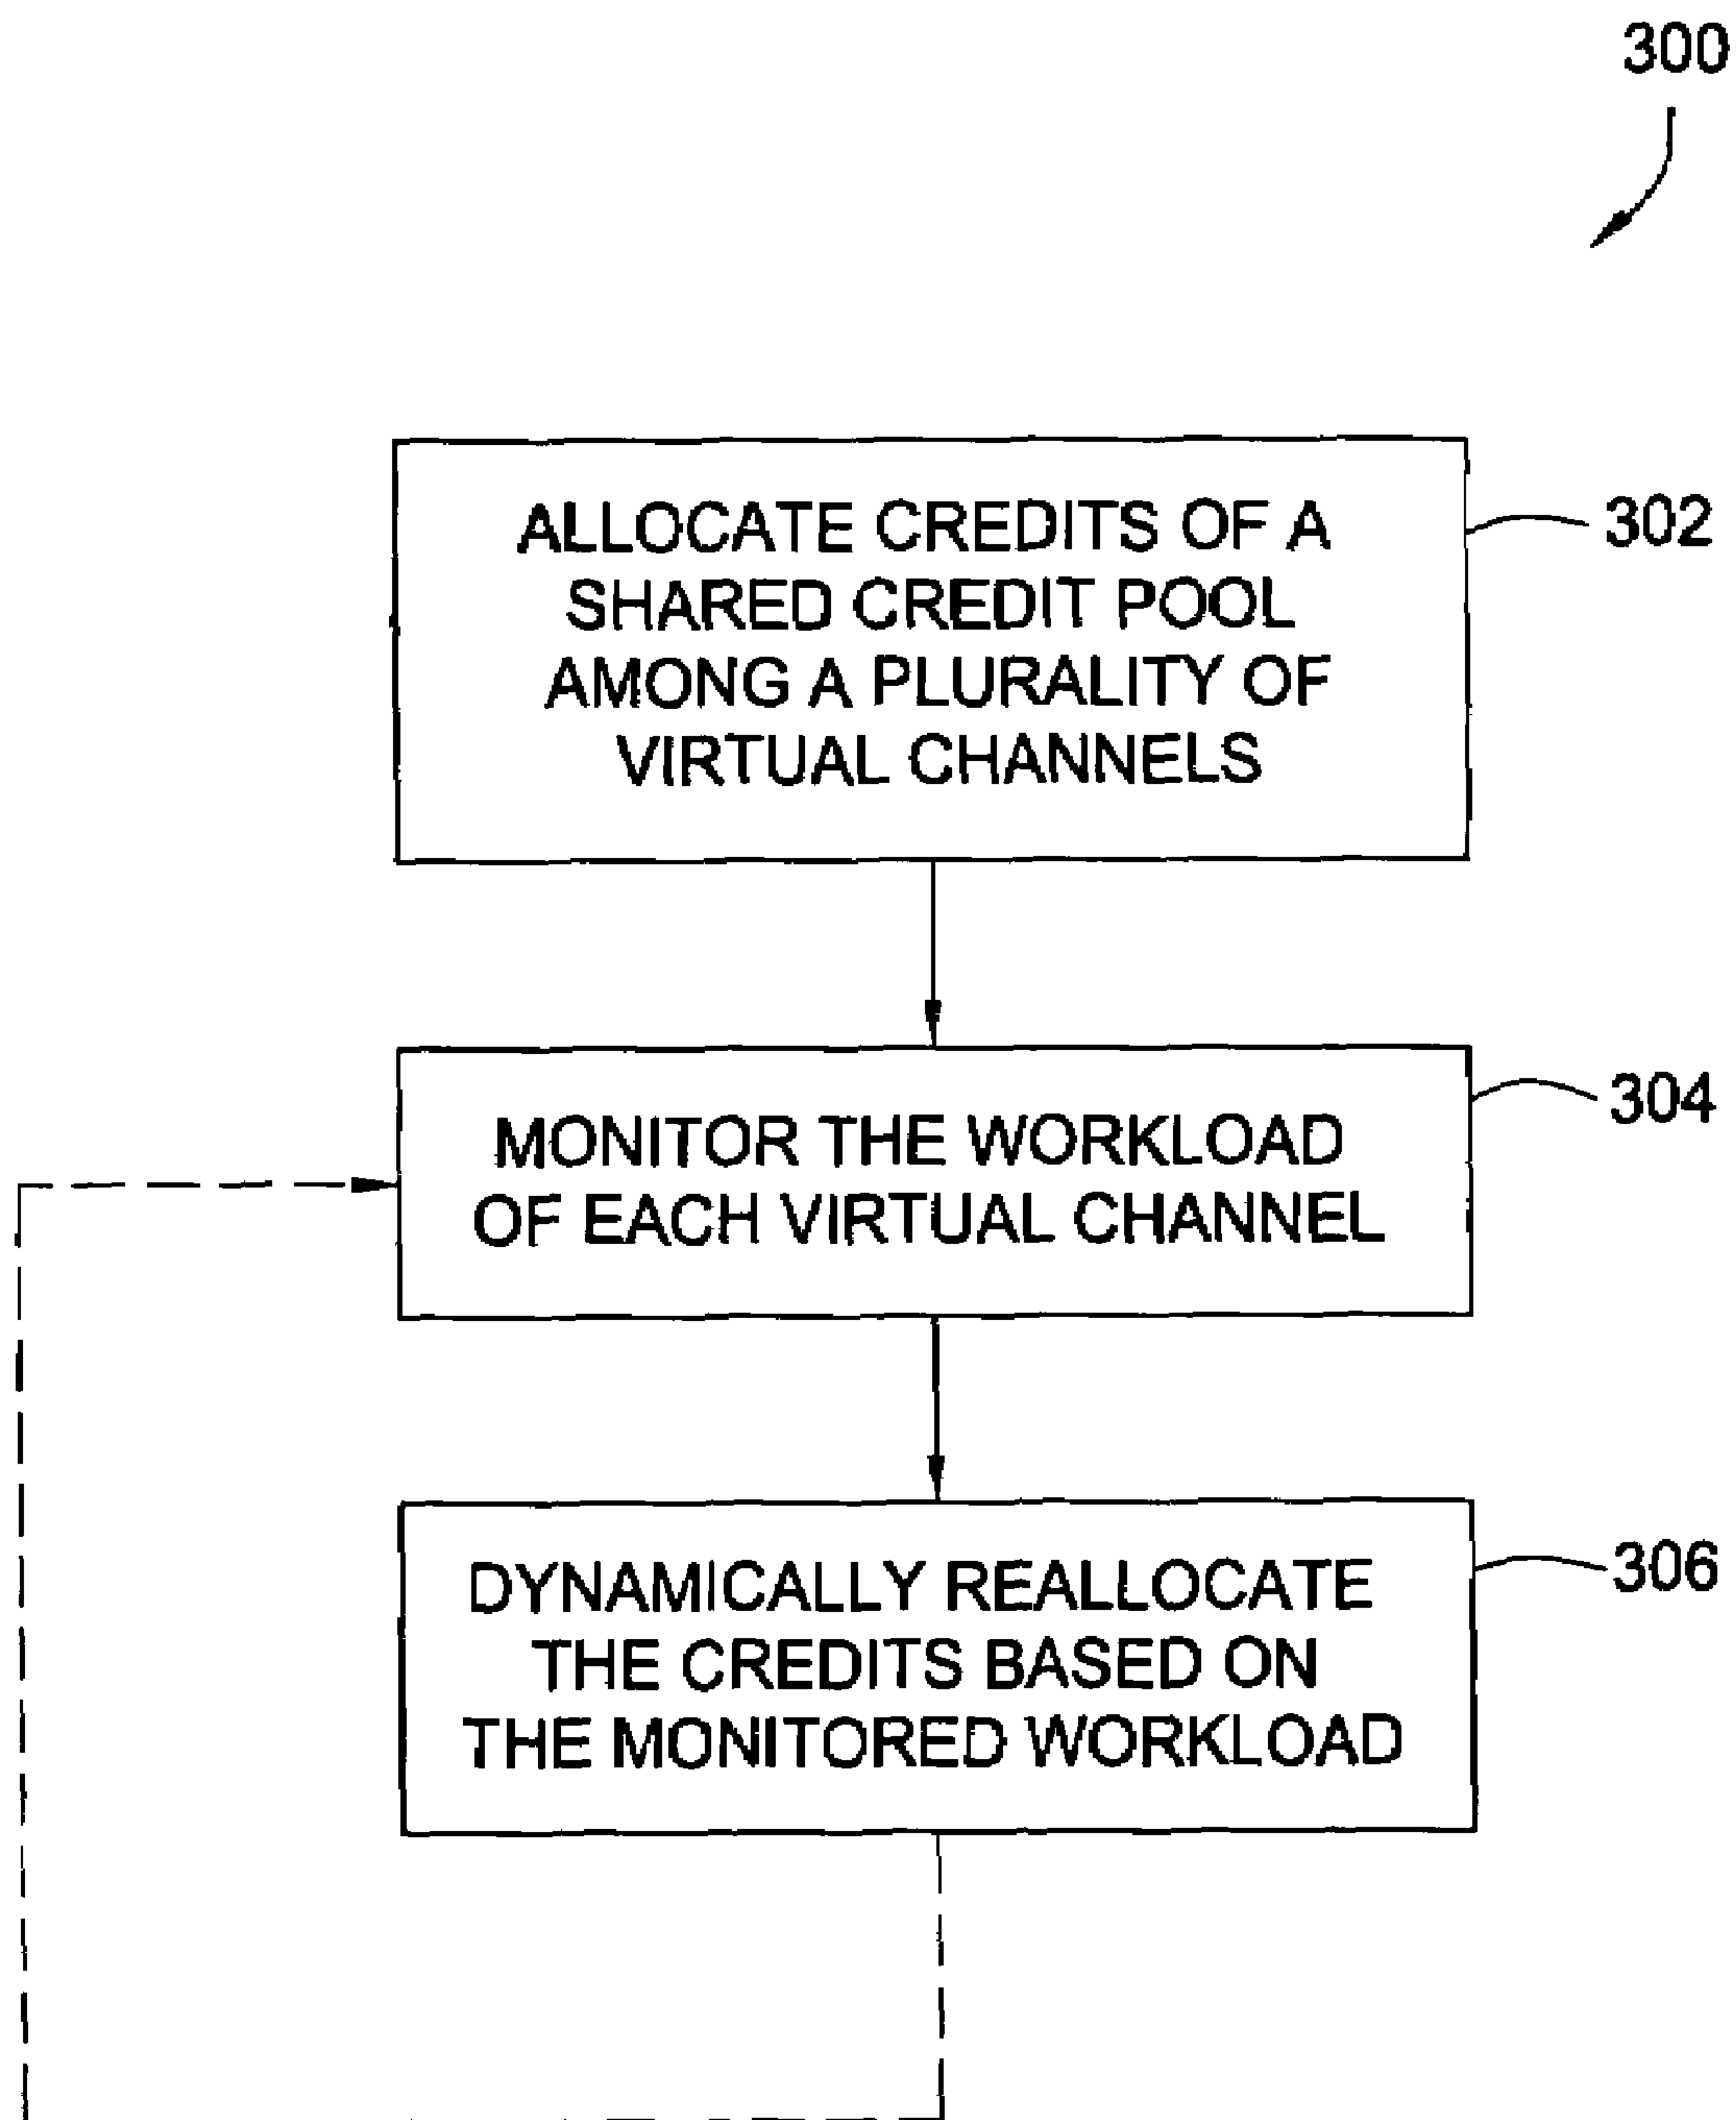 300
ALLOCATE CREDITS OF A
SHARED CREDIT POOL
AMONG A PLURALITY OF
VIRTUAL CHANNELS
302
MONITOR THE WORKLOAD
OF EACH VIRTUAL CHANNEL
304
DYNAMICALLY REALLOCATE
THE CREDITS BASED ON
THE MONITORED WORKLOAD
306